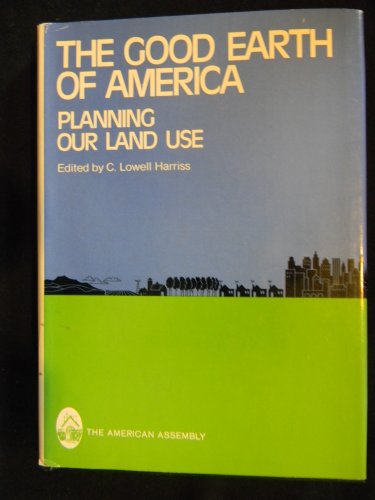 THE GOOD EARTH
OF AMERICA
PLANNING
OUR LAND USE
Edited by C. Lowell Harriss
THE AMERICAN ASSEMBLY